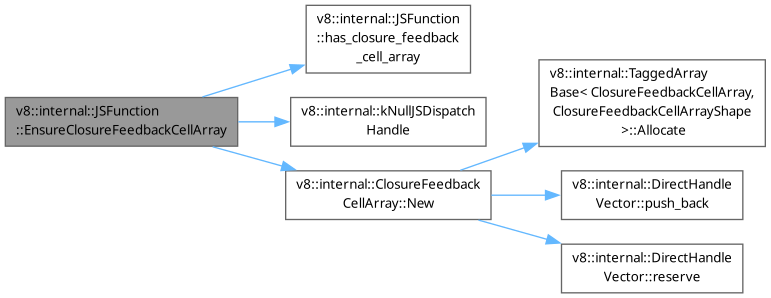 v8::internal::JSFunction
::EnsureClosureFeedbackCellArray
v8::internal::JSFunction
::has_closure_feedback
_cell_array
v8::internal::kNullJSDispatch
Handle
v8::internal::ClosureFeedback
CellArray::New
v8::internal::TaggedArray
Base< ClosureFeedbackCellArray,
ClosureFeedbackCellArrayShape
>::Allocate
v8::internal::DirectHandle
Vector::push_back
v8::internal::DirectHandle
Vector::reserve